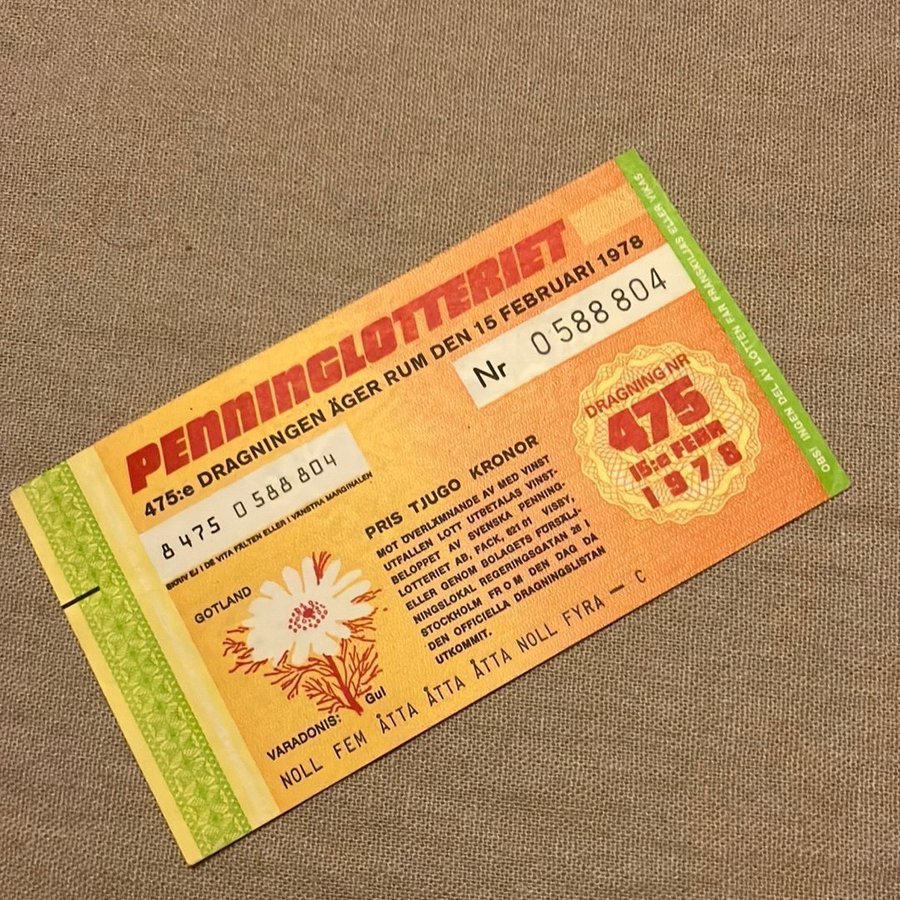 PENNINGLOTTERIET
475:e DRAGNINGEN ÄGER RUM DEN 15 FEBRUARI 1978
Nr 0588804
8475 0588804
SKRIV EJ I DE VITA FÄLTEN ELLER I VÄNSTRA MARGINALEN
DRAGNING NR
475
15:e FEBR
1978
PRIS TJUGO KRONOR
MOT ÖVERLÄMNANDE AV MED VINST
UTFALLEN LOTT UTBETALAS VINST-
BELOPPET AV SVENSKA PENNING-
LOTTERIET AB, FACK, 621 01 VISBY,
ELLER GENOM BOLAGETS FÖRSÄLJ-
NINGSLOKAL REGERINGSGATAN 26 I
STOCKHOLM FR O M DEN DAG DÅ
DEN OFFICIELLA DRAGNINGSLISTAN
UTKOMMIT.
GOTLAND
VARADONIS: Gul
NOLL FEM ÅTTA ÅTTA ÅTTA NOLL FYRA — C
OBS! INGEN DEL AV LOTTEN FÅR FRÅNSKILJAS ELLER VIKAS